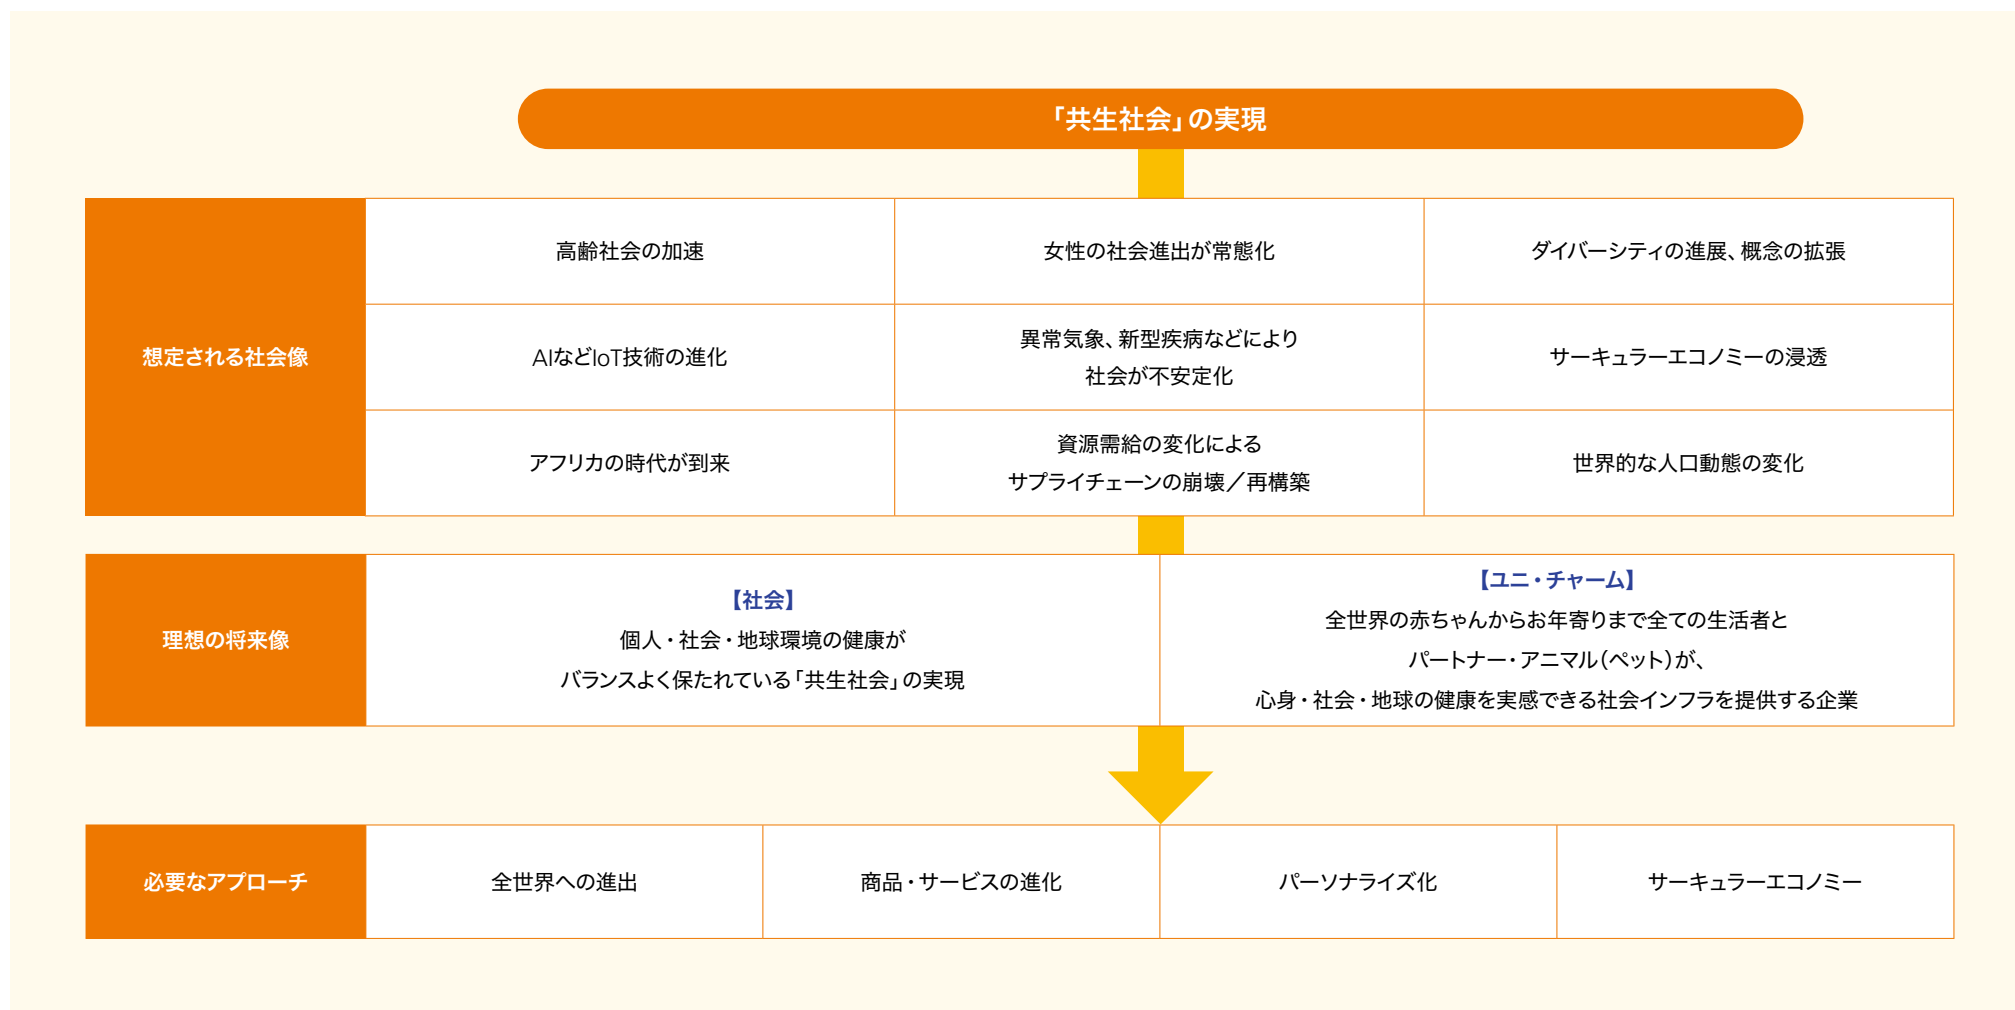 「共生社会」の実現
想定される社会像
高齢社会の加速
女性の社会進出が常態化
ダイバーシティの進展、概念の拡張
AIなどIoT技術の進化
異常気象、新型疾病などにより
社会が不安定化
サーキュラーエコノミーの浸透
アフリカの時代が到来
資源需給の変化による
サプライチェーンの崩壊／再構築
世界的な人口動態の変化
理想の将来像
【社会】
個人・社会・地球環境の健康が
バランスよく保たれている「共生社会」の実現
【ユニ・チャーム】
全世界の赤ちゃんからお年寄りまで全ての生活者と
パートナー・アニマル（ペット）が、
心身・社会・地球の健康を実感できる社会インフラを提供する企業
必要なアプローチ
全世界への進出
商品・サービスの進化
パーソナライズ化
サーキュラーエコノミー